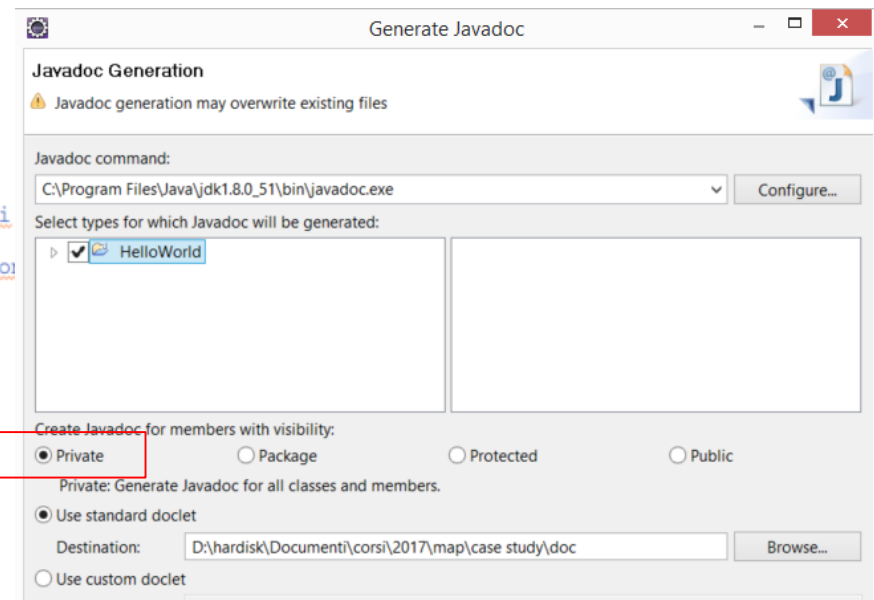 Generate Javadoc
Javadoc Generation
Javadoc generation may overwrite existing files
Javadoc command:
C:\Program Files\Java\jdk1.8.0_51\bin\javadoc.exe
Configure...
Select types for which Javadoc will be generated:
HelloWorld
Create Javadoc for members with visibility:
Private Package Protected Public
Private: Generate Javadoc for all classes and members.
Use standard doclet
Destination: D:\hardisk\Documenti\corsi\2017\map\case study\doc Browse...
Use custom doclet